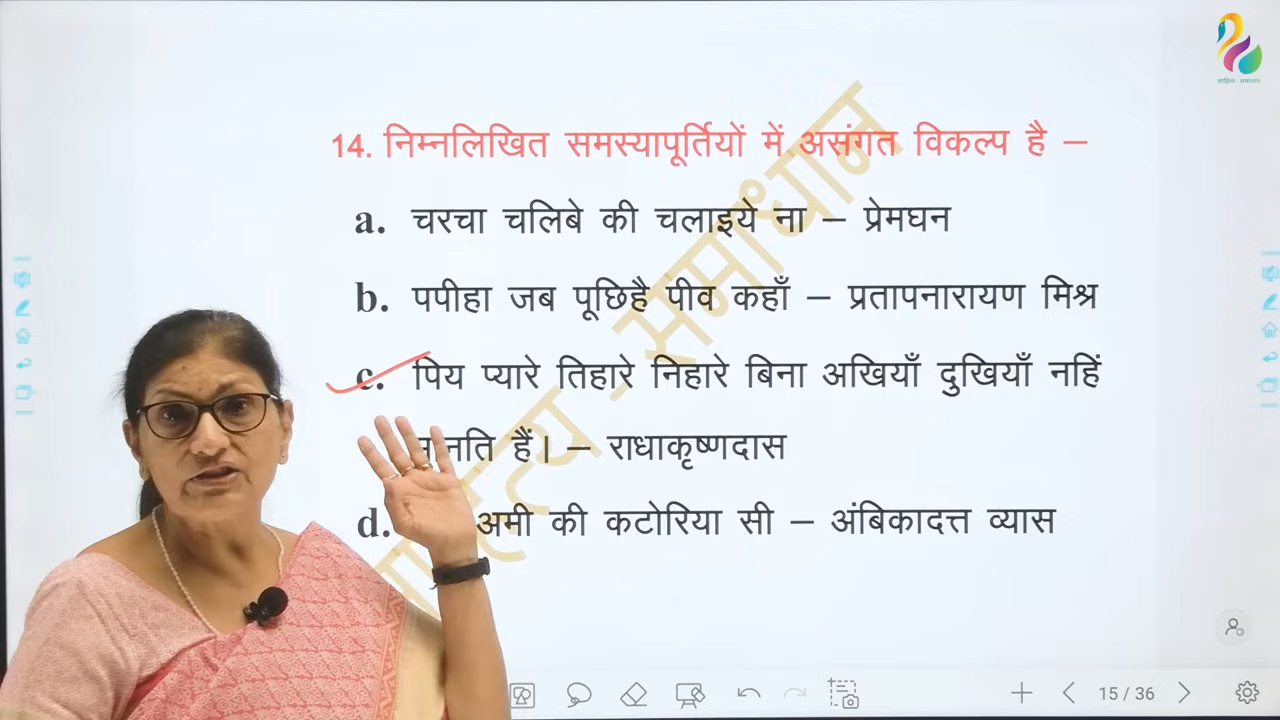 साहित्य - समाधान
14. निम्नलिखित समस्यापूर्तियों में असंगत विकल्प है –
a. चरचा चलिबे की चलाइये ना – प्रेमघन
b. पपीहा जब पूछिहै पीव कहाँ – प्रतापनारायण मिश्र
c. पिय प्यारे तिहारे निहारे बिना अखियाँ दुखियाँ नहिं
हैं। – राधाकृष्णदास
d. अमी की कटोरिया सी – अंबिकादत्त व्यास
15 / 36